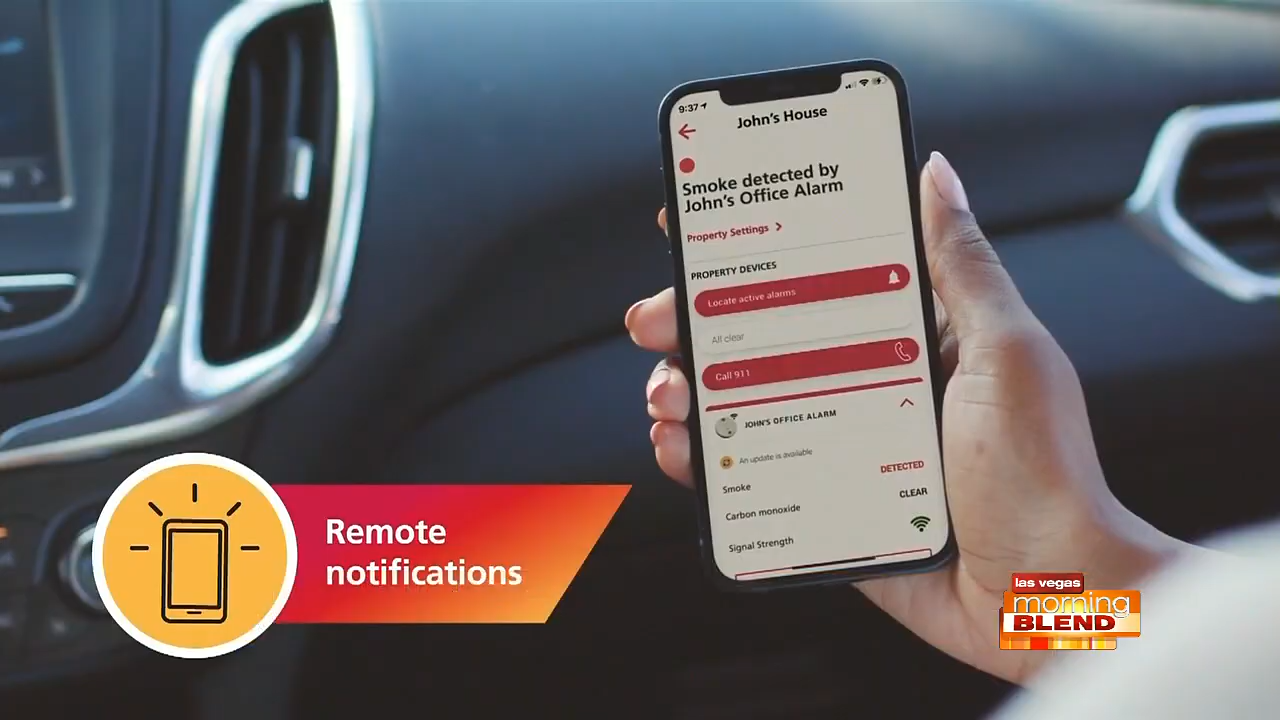 9:37
John's House
Smoke detected by
John's Office Alarm
Property Settings
PROPERTY DEVICES
Locate active alarms
All clear
Call 911
JOHN'S OFFICE ALARM
An update is available
Smoke DETECTED
Carbon monoxide CLEAR
Signal Strength
Remote
notifications
las vegas
morning
BLEND